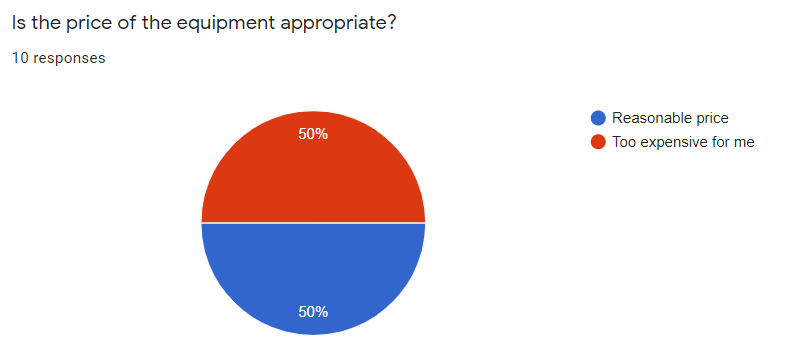 Is the price of the equipment appropriate?
10 responses
50%
50%
Reasonable price
Too expensive for me